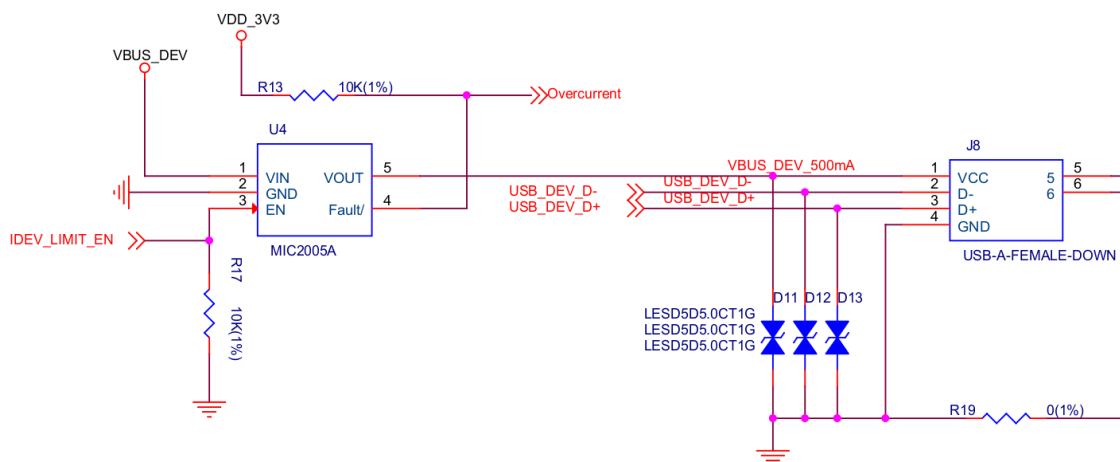 VDD_3V3
VBUS_DEV
R13 10K(1%)
Overcurrent
U4
1 VIN
2 GND
3 EN
VOUT 5
Fault/ 4
MIC2005A
IDEV_LIMIT_EN
R17
10K(1%)
VBUS_DEV_500mA
USB_DEV_D- USB_DEV_D-
USB_DEV_D+ USB_DEV_D+
J8
1 VCC 5 5
2 D- 6 6
3 D+
4 GND
USB-A-FEMALE-DOWN
D11 D12 D13
LESD5D5.0CT1G
LESD5D5.0CT1G
LESD5D5.0CT1G
R19 0(1%)